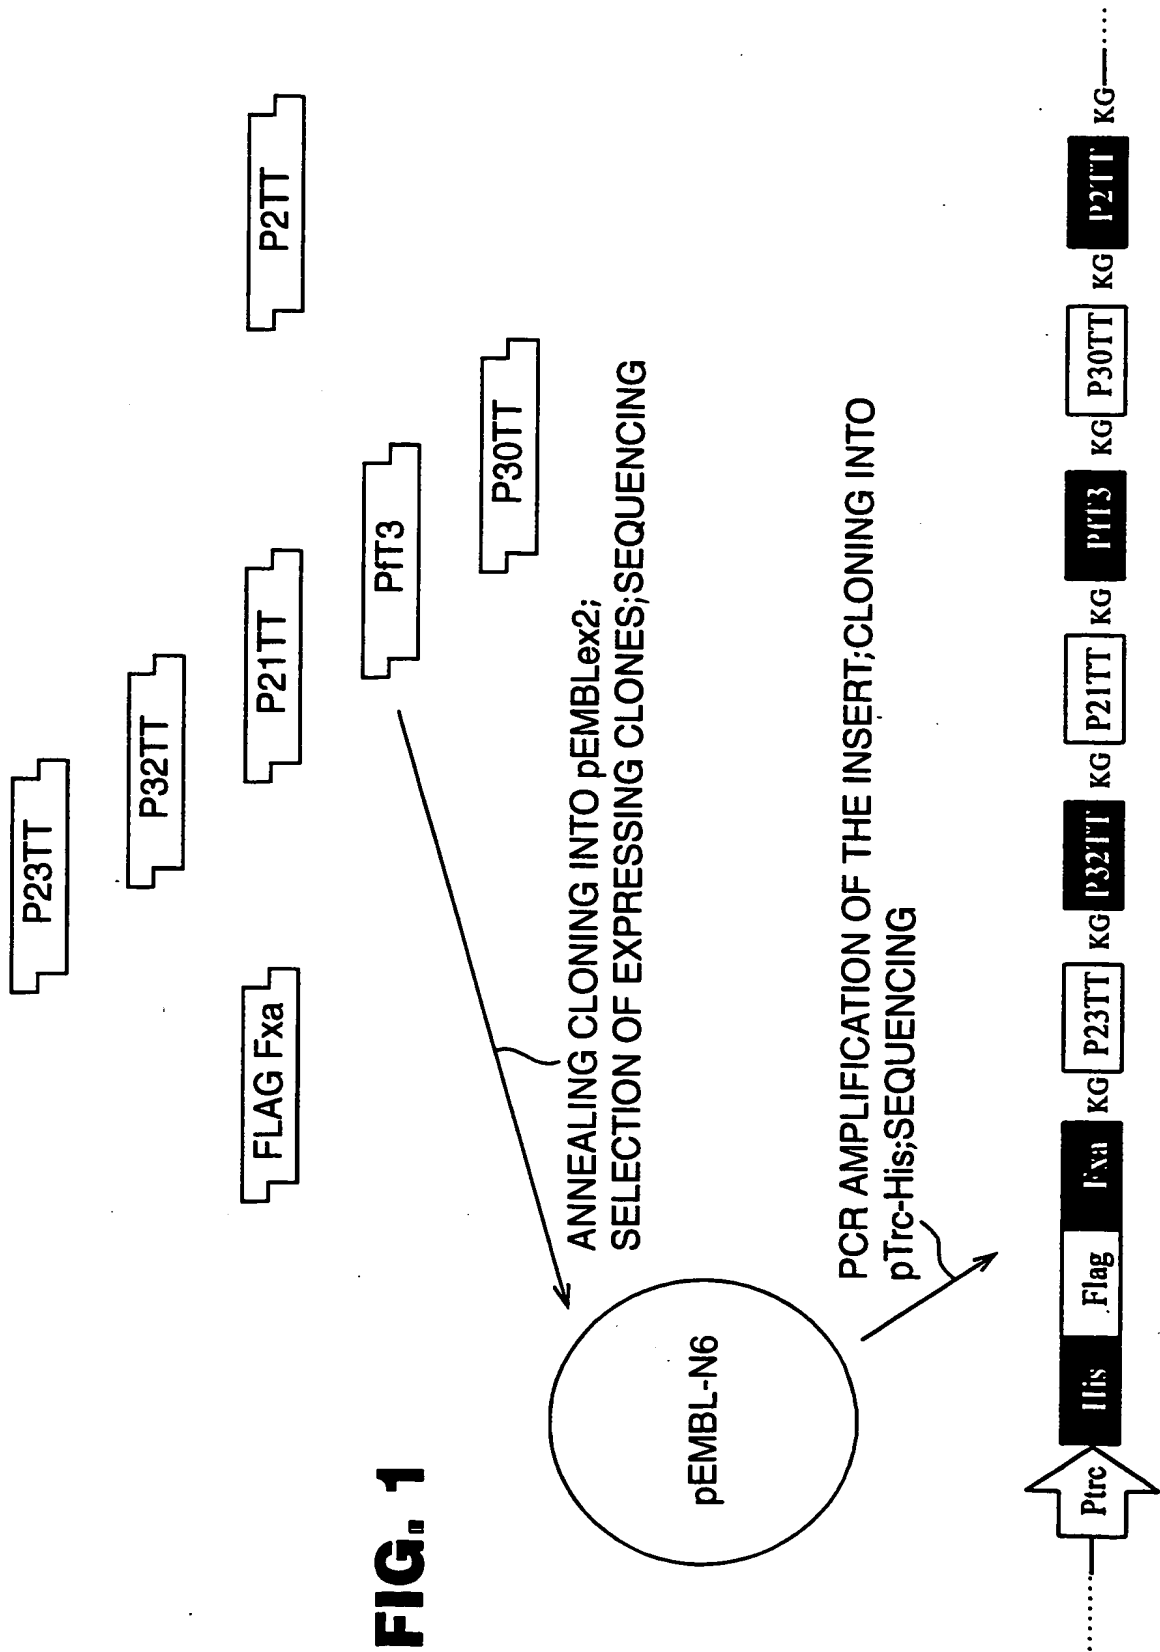 P23TT
P32TT
FLAG Fxa
P21TT
P2TT
PfT3
P30TT
FIG. 1
ANNEALING CLONING INTO pEMBLex2;
SELECTION OF EXPRESSING CLONES;SEQUENCING
pEMBL-N6
PCR AMPLIFICATION OF THE INSERT;CLONING INTO
pTrc-His;SEQUENCING
Ptrc His Flag Fxa KG P23TT KG P32TT KG P21TT KG PfT3 KG P30TT KG P2TT KG